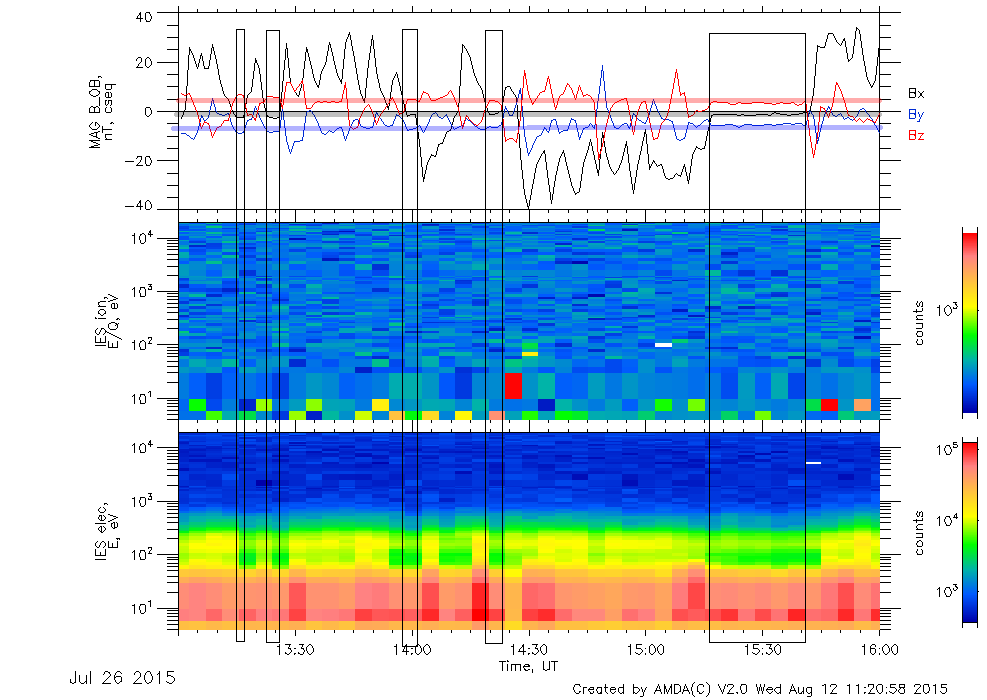 40
20
0
−20
−40
MAG B_0B,
nT, cseq
Bx
By
Bz
10⁴
10³
10²
10¹
IES ion,
E/Q, eV
10³
counts
10⁴
10³
10²
10¹
IES elec,
E, eV
10⁵
10⁴
10³
counts
13:30 14:00 14:30 15:00 15:30 16:00
Time, UT
Jul 26 2015
Created by AMDA(C) V2.0 Wed Aug 12 11:20:58 2015